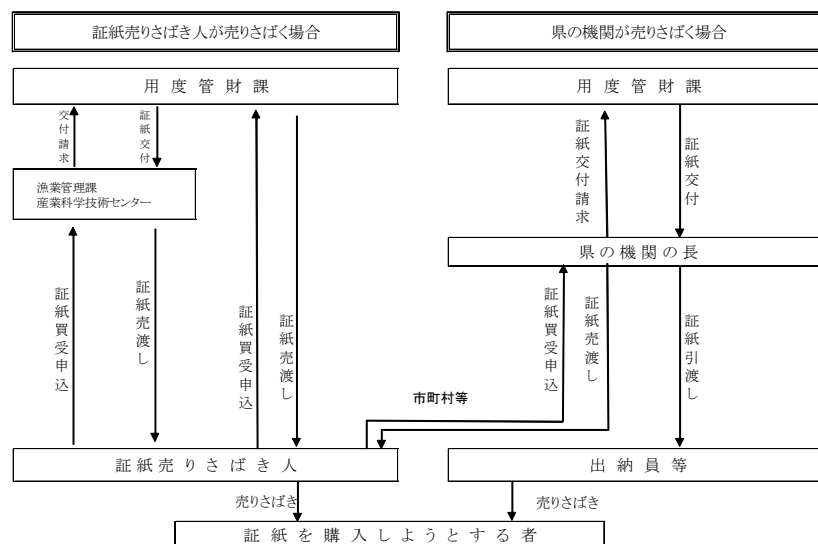 証紙売りさばき人が売りさばく場合
県の機関が売りさばく場合
用度管財課
用度管財課
交付請求
証紙交付
証紙交付請求
証紙交付
漁業管理課
産業科学技術センター
県の機関の長
証紙買受申込
証紙売渡し
証紙買受申込
証紙売渡し
証紙買受申込
証紙売渡し
証紙引渡し
市町村等
証紙売りさばき人
出納員等
売りさばき
売りさばき
証紙を購入しようとする者